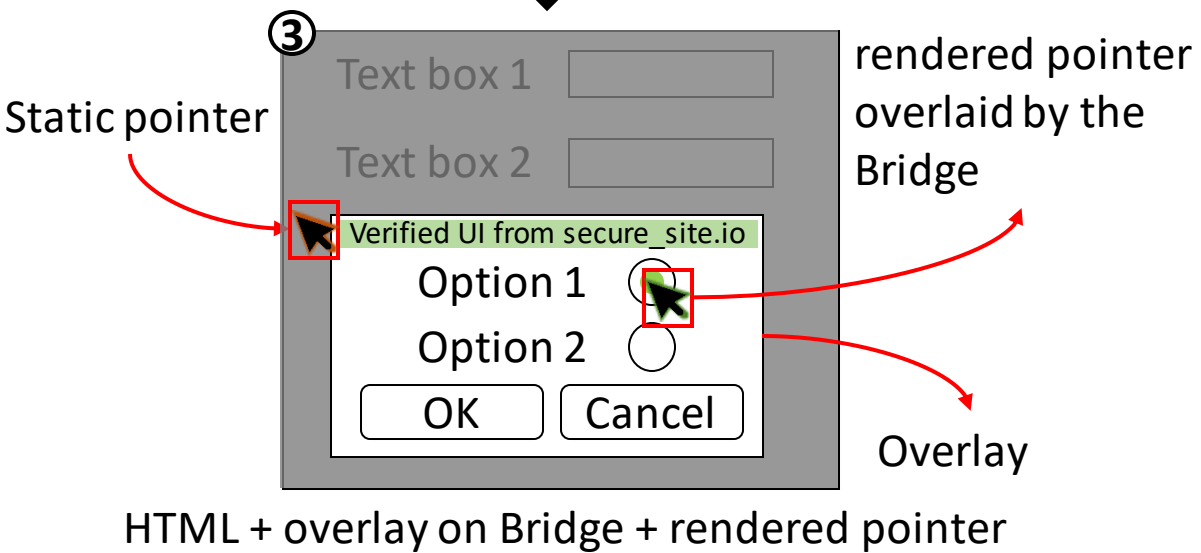 ③
Text box 1
Text box 2
Static pointer
rendered pointer
overlaid by the
Bridge
Verified UI from secure_site.io
Option 1
Option 2
OK Cancel
Overlay
HTML + overlay on Bridge + rendered pointer